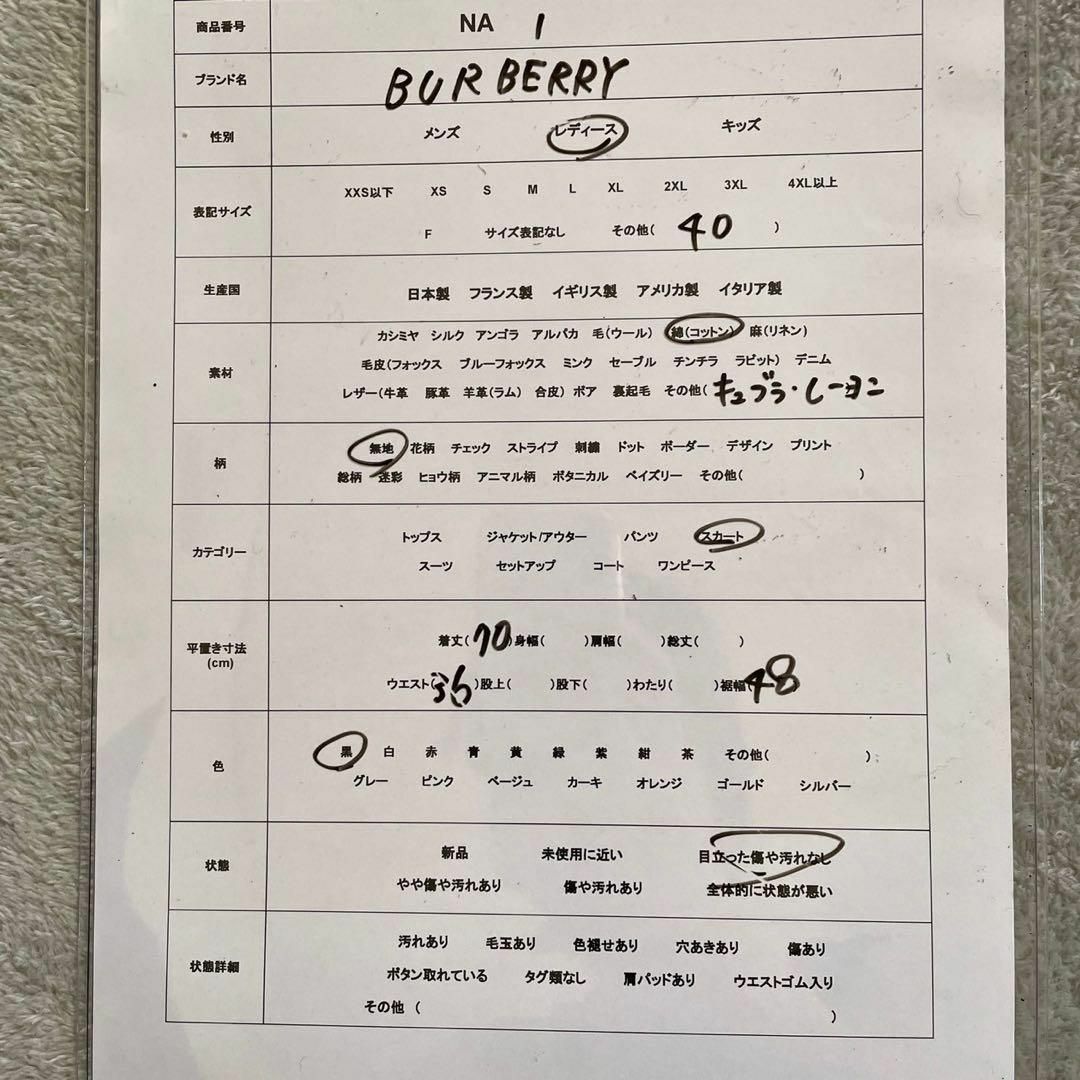 商品番号 NA 1
ブランド名 BURBERRY
性別 メンズ レディース キッズ
XXS以下 XS S M L XL 2XL 3XL 4XL以上
表記サイズ
F サイズ表記なし その他( 40 )
生産国 日本製 フランス製 イギリス製 アメリカ製 イタリア製
カシミヤ シルク アンゴラ アルパカ 毛(ウール) 綿(コットン) 麻(リネン)
毛皮(フォックス ブルーフォックス ミンク セーブル チンチラ ラビット) デニム
素材
レザー(牛革 豚革 羊革(ラム) 合皮) ボア 裏起毛 その他( キュプラ・レーヨン
無地 花柄 チェック ストライプ 刺繍 ドット ボーダー デザイン プリント
柄
総柄 迷彩 ヒョウ柄 アニマル柄 ボタニカル ペイズリー その他( )
トップス ジャケット/アウター パンツ スカート
カテゴリー
スーツ セットアップ コート ワンピース
平置き寸法
(cm)
着丈( 70 )身幅( )肩幅( )総丈( )
ウエスト( )股上( )股下( )わたり( )裾幅( 48
黒 白 赤 青 黄 緑 紫 紺 茶 その他( )
色
グレー ピンク ベージュ カーキ オレンジ ゴールド シルバー
新品 未使用に近い 目立った傷や汚れなし
状態
やや傷や汚れあり 傷や汚れあり 全体的に状態が悪い
汚れあり 毛玉あり 色褪せあり 穴あきあり 傷あり
状態詳細
ボタン取れている タグ類なし 肩パッドあり ウエストゴム入り
その他 ( )